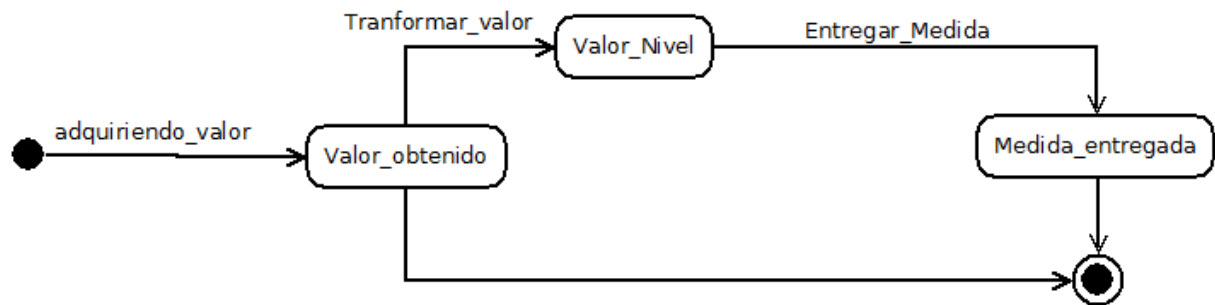 Tranformar_valor
Valor_Nivel
Entregar_Medida
adquiriendo_valor
Valor_obtenido
Medida_entregada